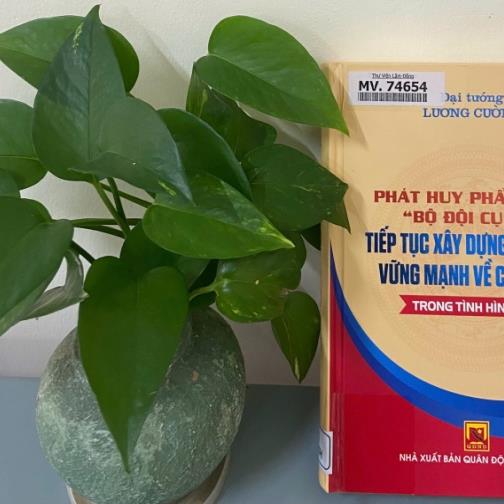 Thư Viện Lâm Đồng
MV. 74654
Đại tướng
LƯƠNG CƯỜ
PHÁT HUY PHẨ
“BỘ ĐỘI CỤ
TIẾP TỤC XÂY DỰNG
VỮNG MẠNH VỀ C
TRONG TÌNH HÌN
QĐND
NHÀ XUẤT BẢN QUÂN ĐỘ